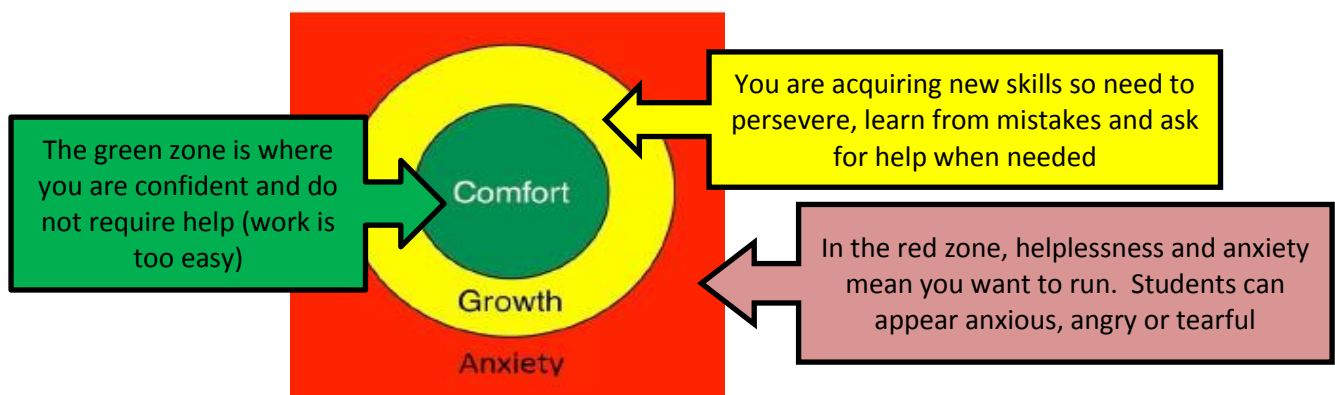 The green zone is where
you are confident and do
not require help (work is
too easy)
Comfort
Growth
Anxiety
You are acquiring new skills so need to
persevere, learn from mistakes and ask
for help when needed
In the red zone, helplessness and anxiety
mean you want to run.  Students can
appear anxious, angry or tearful